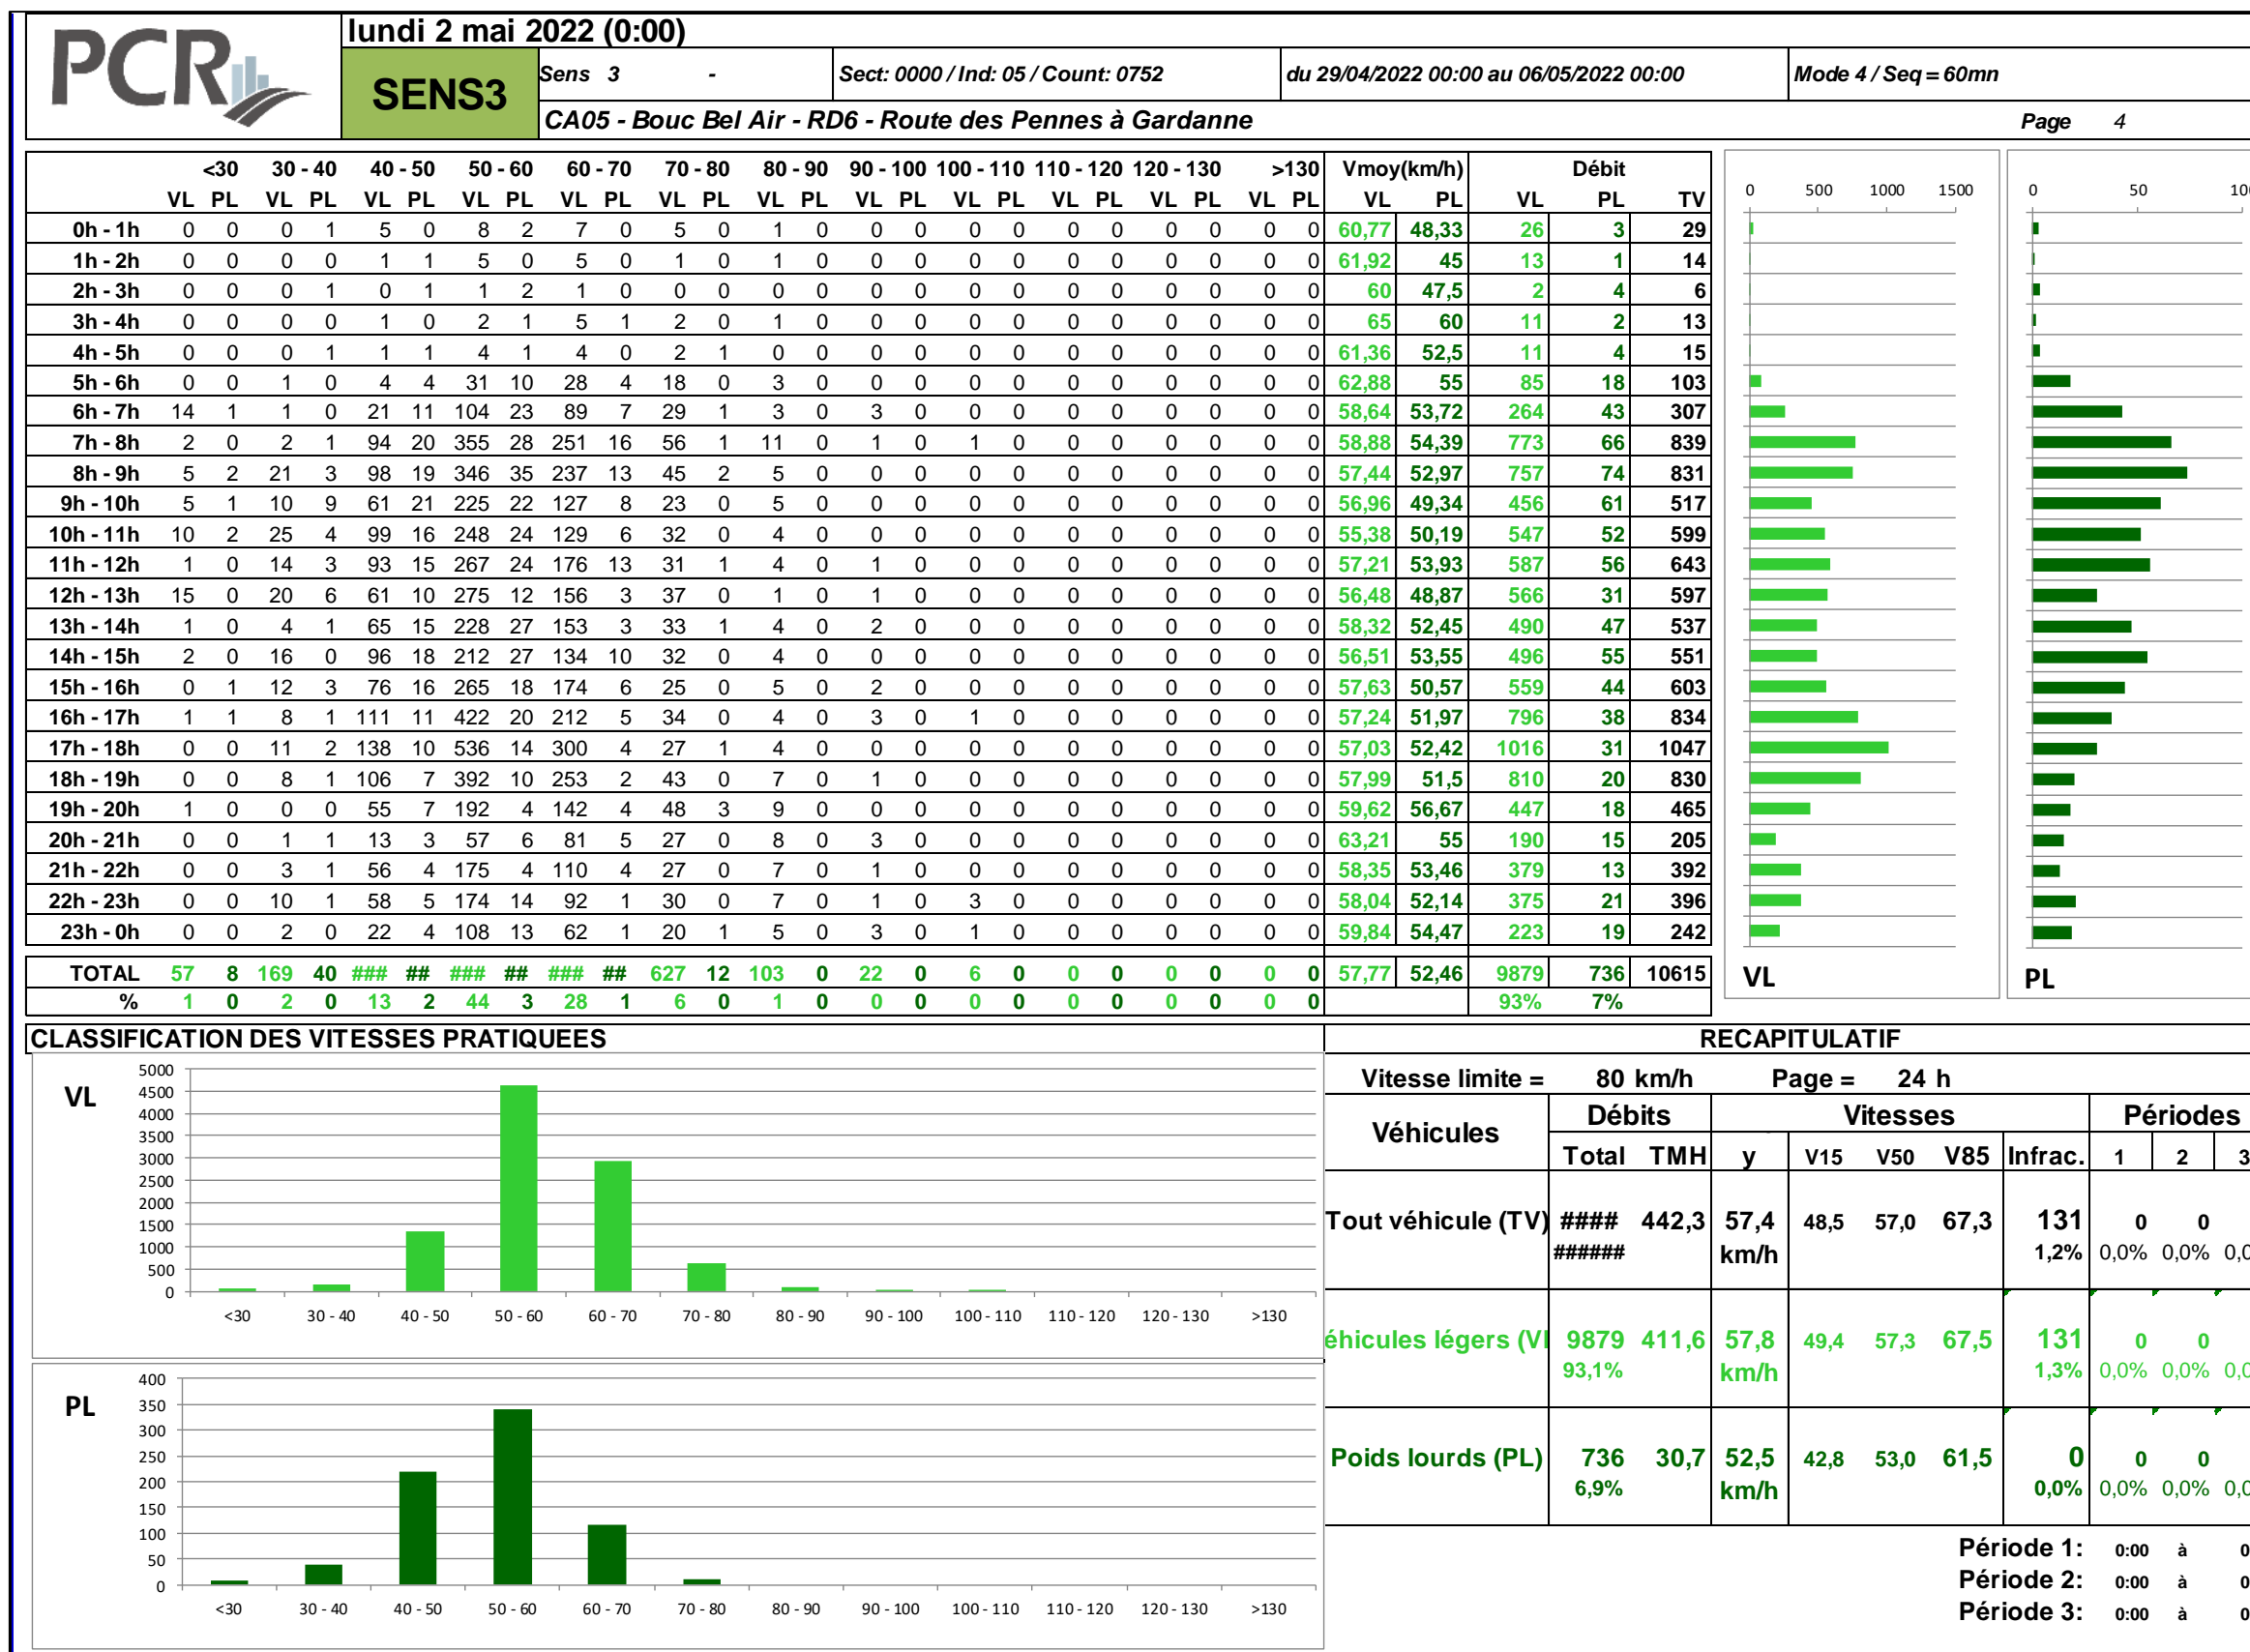 PCR
lundi 2 mai 2022 (0:00)
SENS3
Sens 3 - Sect: 0000 / Ind: 05 / Count: 0752 du 29/04/2022 00:00 au 06/05/2022 00:00 Mode 4 / Seq = 60mn
CA05 - Bouc Bel Air - RD6 - Route des Pennes à Gardanne Page 4
<30 30 - 40 40 - 50 50 - 60 60 - 70 70 - 80 80 - 90 90 - 100 100 - 110 110 - 120 120 - 130 >130 Vmoy(km/h) Débit
VL PL VL PL VL PL VL PL VL PL VL PL VL PL VL PL VL PL VL PL VL PL VL PL VL PL VL PL TV
0h - 1h 0 0 0 1 5 0 8 2 7 0 5 0 1 0 0 0 0 0 0 0 0 0 0 0 60,77 48,33 26 3 29
1h - 2h 0 0 0 0 1 1 5 0 5 0 1 0 1 0 0 0 0 0 0 0 0 0 0 0 61,92 45 13 1 14
2h - 3h 0 0 0 1 0 1 1 2 1 0 0 0 0 0 0 0 0 0 0 0 0 0 0 0 60 47,5 2 4 6
3h - 4h 0 0 0 0 1 0 2 1 5 1 2 0 1 0 0 0 0 0 0 0 0 0 0 0 65 60 11 2 13
4h - 5h 0 0 0 1 1 1 4 1 4 0 2 1 0 0 0 0 0 0 0 0 0 0 0 0 61,36 52,5 11 4 15
5h - 6h 0 0 1 0 4 4 31 10 28 4 18 0 3 0 0 0 0 0 0 0 0 0 0 0 62,88 55 85 18 103
6h - 7h 14 1 1 0 21 11 104 23 89 7 29 1 3 0 3 0 0 0 0 0 0 0 0 0 58,64 53,72 264 43 307
7h - 8h 2 0 2 1 94 20 355 28 251 16 56 1 11 0 1 0 1 0 0 0 0 0 0 0 58,88 54,39 773 66 839
8h - 9h 5 2 21 3 98 19 346 35 237 13 45 2 5 0 0 0 0 0 0 0 0 0 0 0 57,44 52,97 757 74 831
9h - 10h 5 1 10 9 61 21 225 22 127 8 23 0 5 0 0 0 0 0 0 0 0 0 0 0 56,96 49,34 456 61 517
10h - 11h 10 2 25 4 99 16 248 24 129 6 32 0 4 0 0 0 0 0 0 0 0 0 0 0 55,38 50,19 547 52 599
11h - 12h 1 0 14 3 93 15 267 24 176 13 31 1 4 0 1 0 0 0 0 0 0 0 0 0 57,21 53,93 587 56 643
12h - 13h 15 0 20 6 61 10 275 12 156 3 37 0 1 0 1 0 0 0 0 0 0 0 0 0 56,48 48,87 566 31 597
13h - 14h 1 0 4 1 65 15 228 27 153 3 33 1 4 0 2 0 0 0 0 0 0 0 0 0 58,32 52,45 490 47 537
14h - 15h 2 0 16 0 96 18 212 27 134 10 32 0 4 0 0 0 0 0 0 0 0 0 0 0 56,51 53,55 496 55 551
15h - 16h 0 1 12 3 76 16 265 18 174 6 25 0 5 0 2 0 0 0 0 0 0 0 0 0 57,63 50,57 559 44 603
16h - 17h 1 1 8 1 111 11 422 20 212 5 34 0 4 0 3 0 1 0 0 0 0 0 0 0 57,24 51,97 796 38 834
17h - 18h 0 0 11 2 138 10 536 14 300 4 27 1 4 0 0 0 0 0 0 0 0 0 0 0 57,03 52,42 1016 31 1047
18h - 19h 0 0 8 1 106 7 392 10 253 2 43 0 7 0 1 0 0 0 0 0 0 0 0 0 57,99 51,5 810 20 830
19h - 20h 1 0 0 0 55 7 192 4 142 4 48 3 9 0 0 0 0 0 0 0 0 0 0 0 59,62 56,67 447 18 465
20h - 21h 0 0 1 1 13 3 57 6 81 5 27 0 8 0 3 0 0 0 0 0 0 0 0 0 63,21 55 190 15 205
21h - 22h 0 0 3 1 56 4 175 4 110 4 27 0 7 0 1 0 0 0 0 0 0 0 0 0 58,35 53,46 379 13 392
22h - 23h 0 0 10 1 58 5 174 14 92 1 30 0 7 0 1 0 3 0 0 0 0 0 0 0 58,04 52,14 375 21 396
23h - 0h 0 0 2 0 22 4 108 13 62 1 20 1 5 0 3 0 1 0 0 0 0 0 0 0 59,84 54,47 223 19 242
TOTAL 57 8 169 40 ### ## ### ## ### ## 627 12 103 0 22 0 6 0 0 0 0 0 0 0 57,77 52,46 9879 736 10615
% 1 0 2 0 13 2 44 3 28 1 6 0 1 0 0 0 0 0 0 0 0 0 0 0 93% 7%
0 500 1000 1500
VL
0 50 100
PL
CLASSIFICATION DES VITESSES PRATIQUEES
VL
5000
4500
4000
3500
3000
2500
2000
1500
1000
500
0
<30 30 - 40 40 - 50 50 - 60 60 - 70 70 - 80 80 - 90 90 - 100 100 - 110 110 - 120 120 - 130 >130
PL
400
350
300
250
200
150
100
50
0
<30 30 - 40 40 - 50 50 - 60 60 - 70 70 - 80 80 - 90 90 - 100 100 - 110 110 - 120 120 - 130 >130
RECAPITULATIF
Vitesse limite = 80 km/h Page = 24 h
Véhicules Débits Vitesses Périodes
Total TMH y V15 V50 V85 Infrac. 1 2 3
Tout véhicule (TV) #### 442,3 57,4 48,5 57,0 67,3 131 0 0
###### km/h 1,2% 0,0% 0,0% 0,0
éhicules légers (VL 9879 411,6 57,8 49,4 57,3 67,5 131 0 0
93,1% km/h 1,3% 0,0% 0,0% 0,0
Poids lourds (PL) 736 30,7 52,5 42,8 53,0 61,5 0 0 0
6,9% km/h 0,0% 0,0% 0,0% 0,0
Période 1: 0:00 à 0
Période 2: 0:00 à 0
Période 3: 0:00 à 0